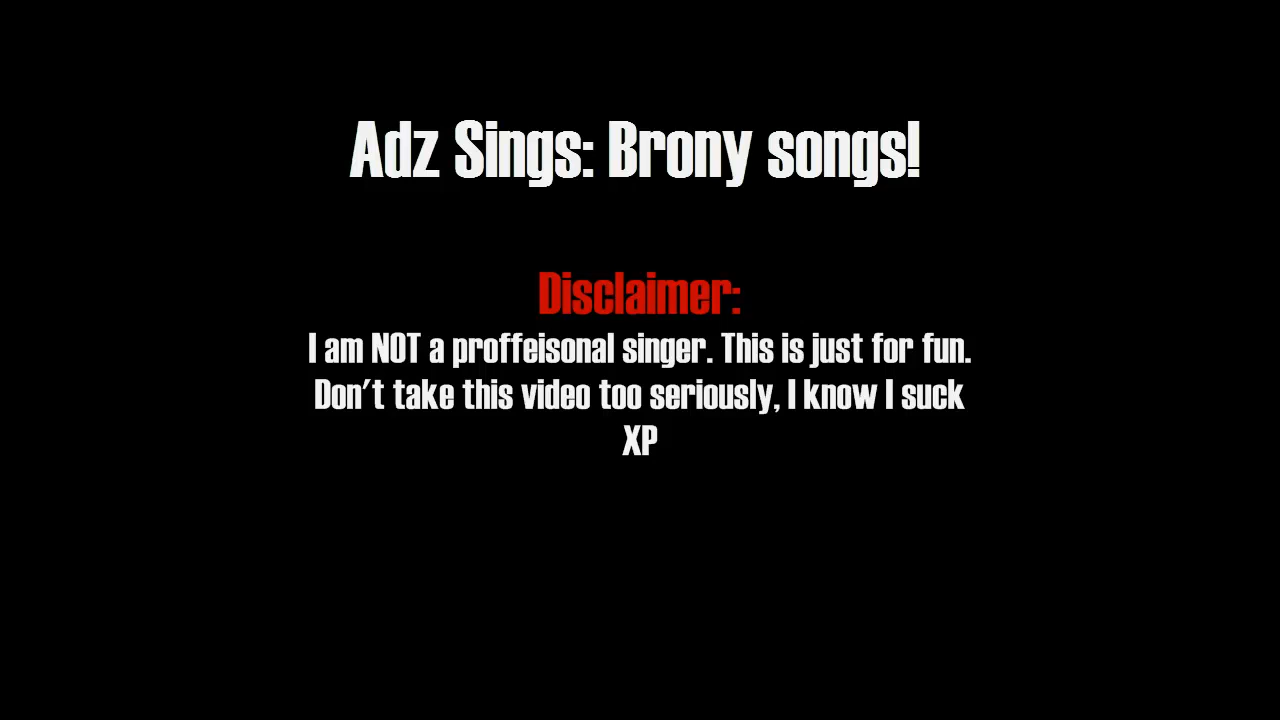 Adz Sings: Brony songs!
Disclaimer:
I am NOT a proffeisonal singer. This is just for fun.
Don't take this video too seriously, I know I suck
XP